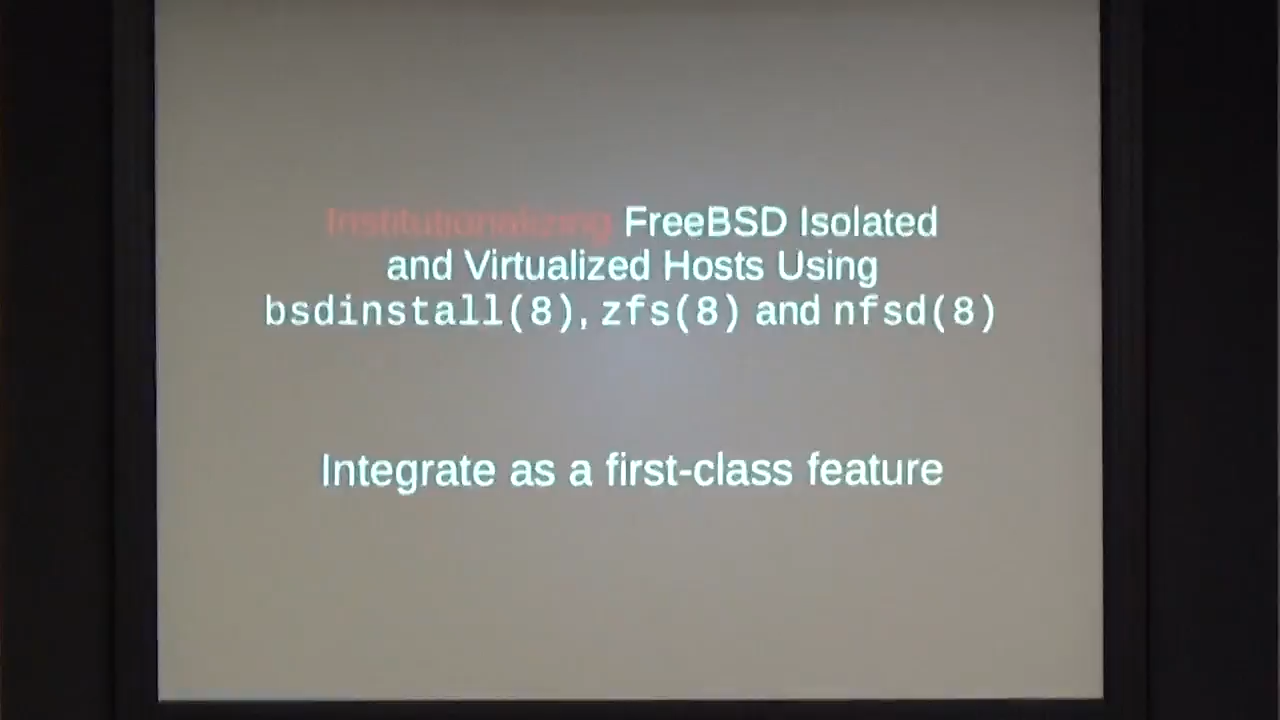 Institutionalizing FreeBSD Isolated
and Virtualized Hosts Using
bsdinstall(8), zfs(8) and nfsd(8)
Integrate as a first-class feature